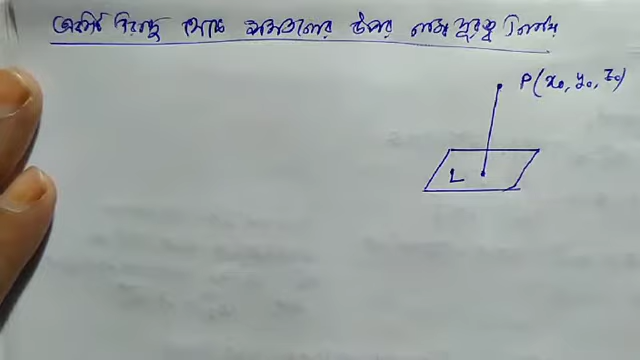 একটি বিন্দু থেকে সমতলের উপর লম্ব দূরত্ব নির্ণয়
P(x₀, y₀, z₀)
L